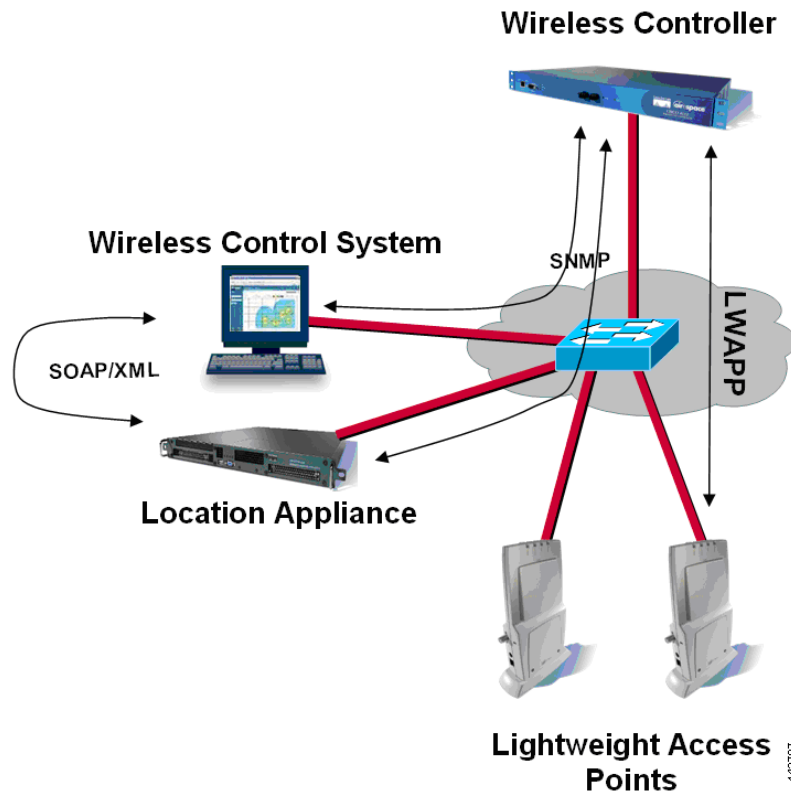 Wireless Controller
Wireless Control System
SNMP
LWAPP
SOAP/XML
Location Appliance
Lightweight Access
Points